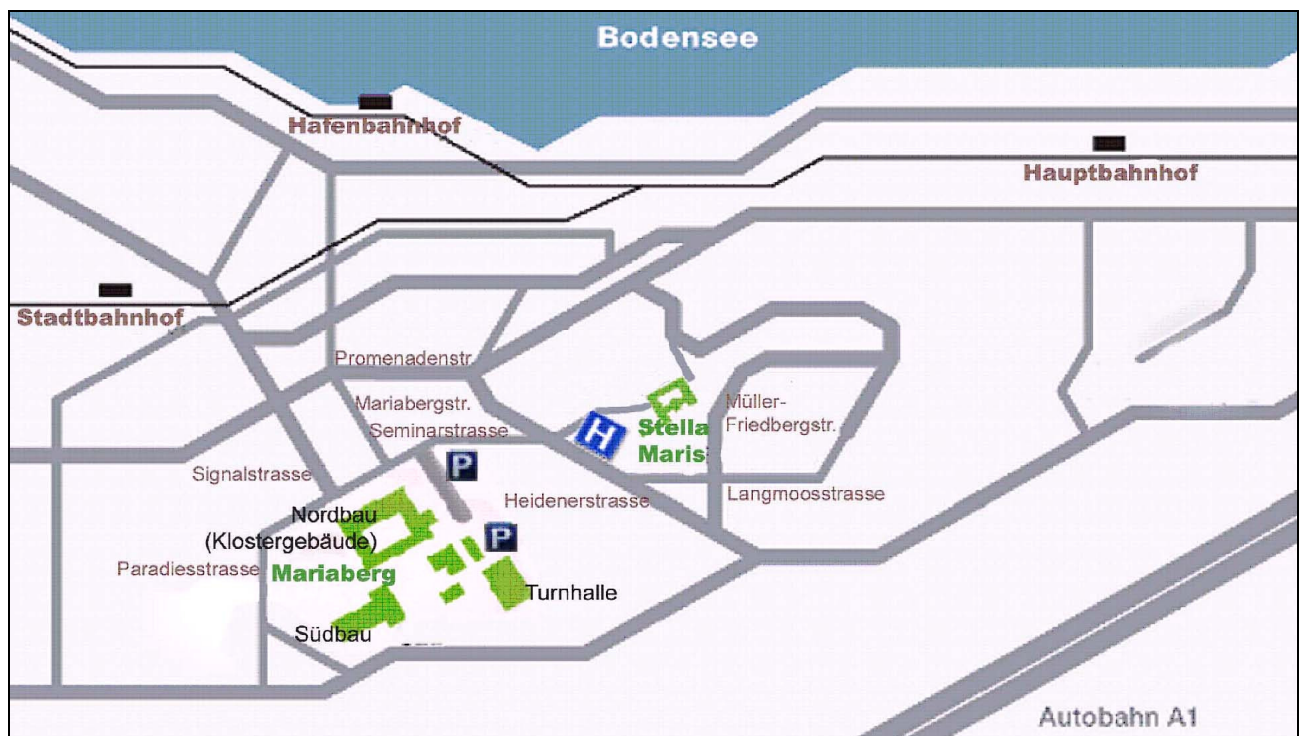 Bodensee
Hafenbahnhof
Hauptbahnhof
Stadtbahnhof
Promenadenstr.
Mariabergstr.
Seminarstrasse
Müller-
Friedbergstr.
H
Stella
Maris
P
Signalstrasse
Heidenerstrasse
Langmoosstrasse
Nordbau
(Klostergebäude)
P
Paradiesstrasse
Mariaberg
Turnhalle
Südbau
Autobahn A1